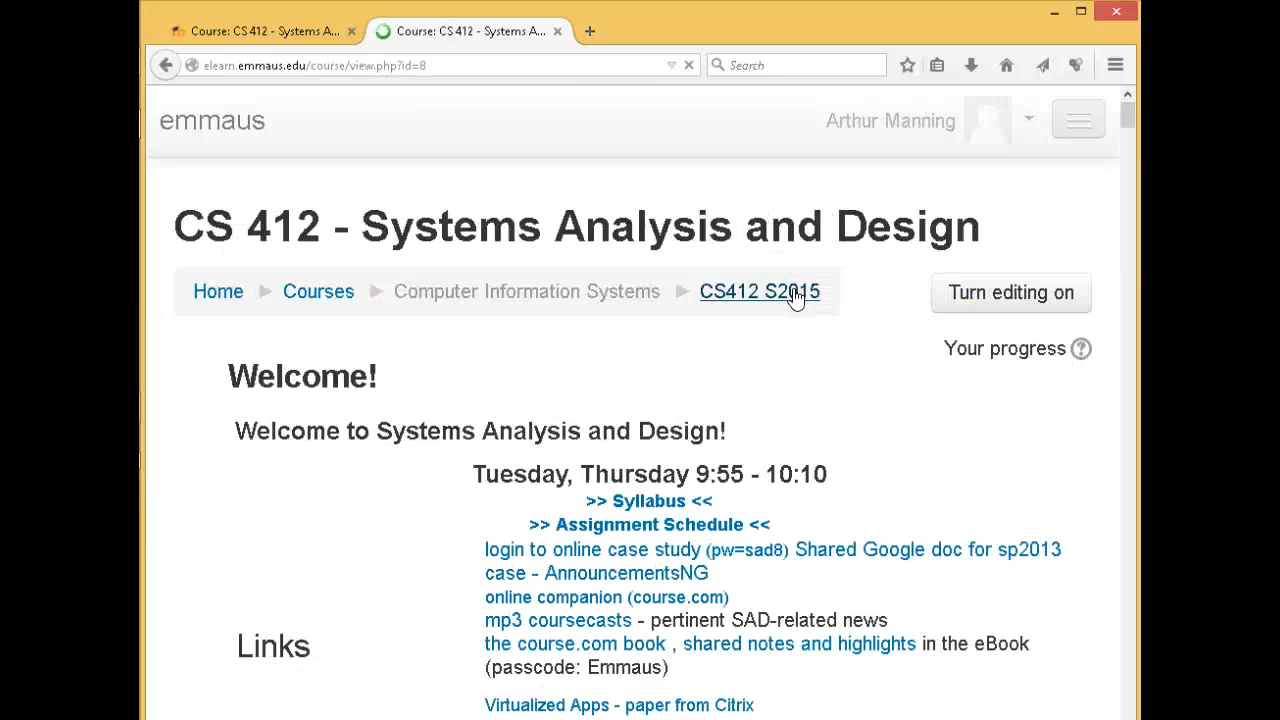 Course: CS 412 - Systems A... Course: CS 412 - Systems A...
elearn.emmaus.edu/course/view.php?id=8 Search
emmaus Arthur Manning
CS 412 - Systems Analysis and Design
Home Courses Computer Information Systems CS412 S2015 Turn editing on
Your progress
Welcome!
Welcome to Systems Analysis and Design!
Tuesday, Thursday 9:55 - 10:10
>> Syllabus <<
>> Assignment Schedule <<
login to online case study (pw=sad8) Shared Google doc for sp2013
case - AnnouncementsNG
online companion (course.com)
mp3 coursecasts - pertinent SAD-related news
Links
the course.com book , shared notes and highlights in the eBook
(passcode: Emmaus)
Virtualized Apps - paper from Citrix